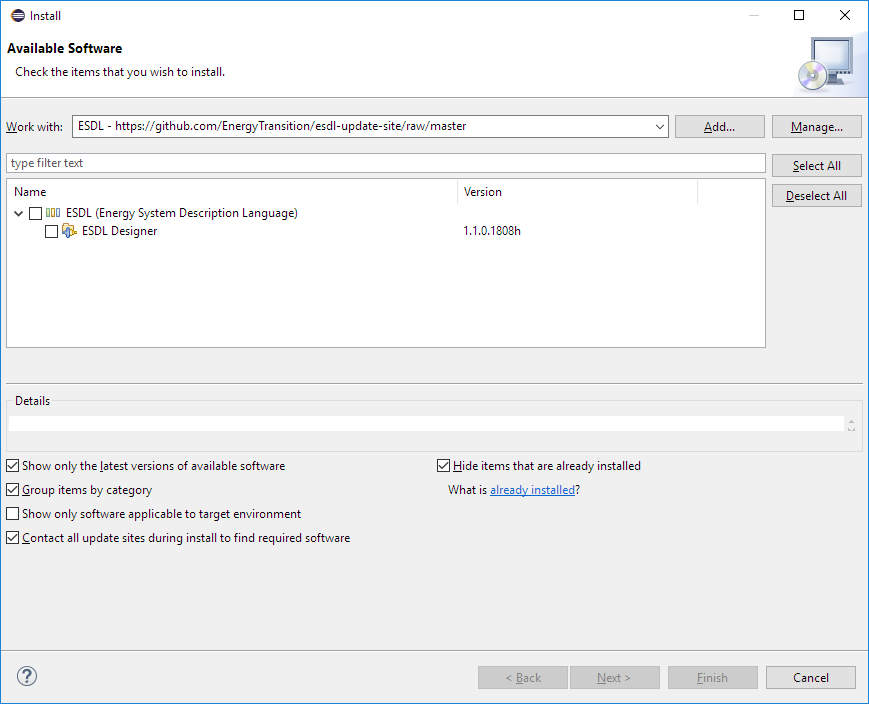 Install
Available Software
Check the items that you wish to install.
Work with: ESDL - https://github.com/EnergyTransition/esdl-update-site/raw/master Add... Manage...
type filter text Select All
Name Version Deselect All
ESDL (Energy System Description Language)
ESDL Designer 1.1.0.1808h
Details
Show only the latest versions of available software Hide items that are already installed
Group items by category What is already installed?
Show only software applicable to target environment
Contact all update sites during install to find required software
? < Back Next > Finish Cancel